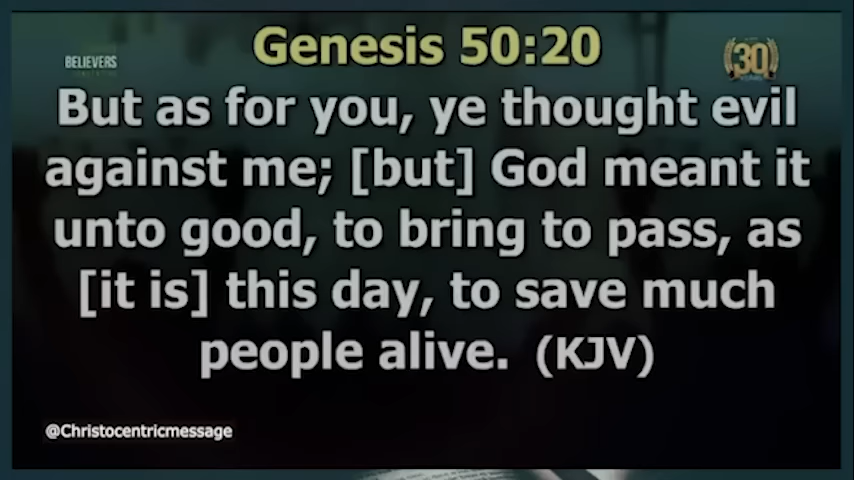 Genesis 50:20
BELIEVERS
30
But as for you, ye thought evil
against me; [but] God meant it
unto good, to bring to pass, as
[it is] this day, to save much
people alive. (KJV)
@Christocentricmessage